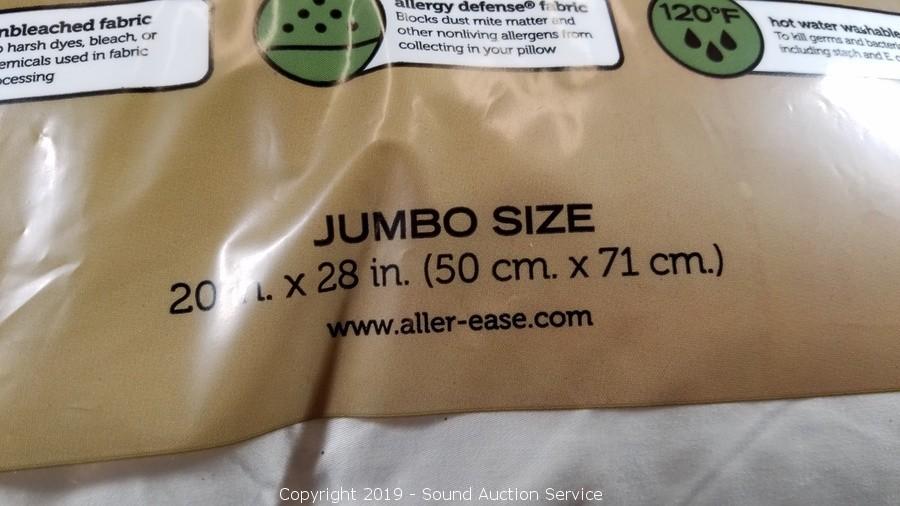 nbleached fabric
harsh dyes, bleach, or
emicals used in fabric
ocessing
allergy defense® fabric
Blocks dust mite matter and
other nonliving allergens from
collecting in your pillow
120°F
hot water washable
To kill germs and bacteria
including staph and E. c
JUMBO SIZE
20 in. x 28 in. (50 cm. x 71 cm.)
www.aller-ease.com
Copyright 2019 - Sound Auction Service